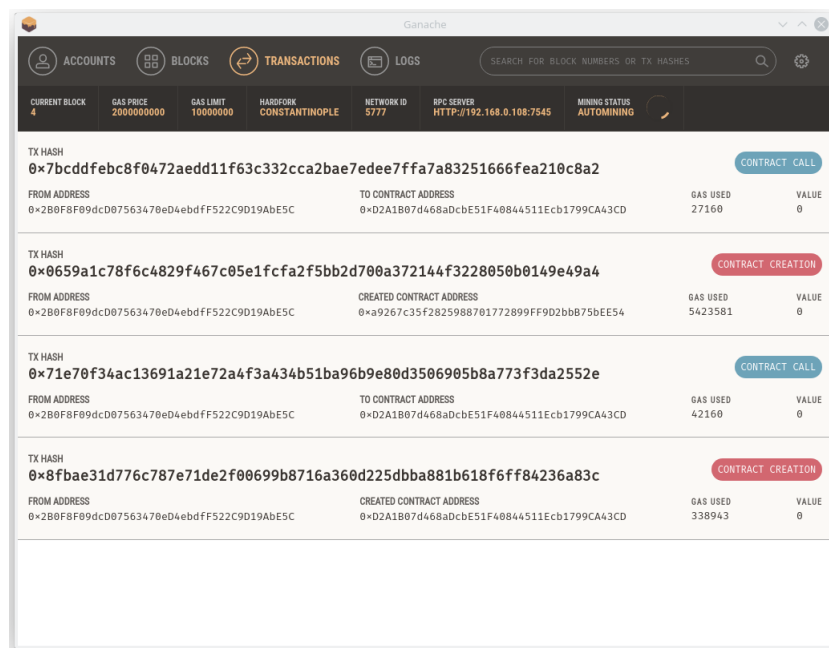 Ganache
ACCOUNTS BLOCKS TRANSACTIONS LOGS SEARCH FOR BLOCK NUMBERS OR TX HASHES
CURRENT BLOCK GAS PRICE GAS LIMIT HARDFORK NETWORK ID RPC SERVER MINING STATUS
4 2000000000 10000000 CONSTANTINOPLE 5777 HTTP://192.168.0.108:7545 AUTOMINING
TX HASH
0×7bcddfebc8f0472aedd11f63c332cca2bae7edee7ffa7a83251666fea210c8a2 CONTRACT CALL
FROM ADDRESS TO CONTRACT ADDRESS GAS USED VALUE
0×2B0F8F09dcD07563470eD4ebdfF522C9D19AbE5C 0×D2A1B07d468aDcbE51F40844511Ecb1799CA43CD 27160 0
TX HASH
0×0659a1c78f6c4829f467c05e1fcfa2f5bb2d700a372144f3228050b0149e49a4 CONTRACT CREATION
FROM ADDRESS CREATED CONTRACT ADDRESS GAS USED VALUE
0×2B0F8F09dcD07563470eD4ebdfF522C9D19AbE5C 0×a9267c35f2825988701772899FF9D2bbB75bEE54 5423581 0
TX HASH
0×71e70f34ac13691a21e72a4f3a434b51ba96b9e80d3506905b8a773f3da2552e CONTRACT CALL
FROM ADDRESS TO CONTRACT ADDRESS GAS USED VALUE
0×2B0F8F09dcD07563470eD4ebdfF522C9D19AbE5C 0×D2A1B07d468aDcbE51F40844511Ecb1799CA43CD 42160 0
TX HASH
0×8fbae31d776c787e71de2f00699b8716a360d225dbba881b618f6ff84236a83c CONTRACT CREATION
FROM ADDRESS CREATED CONTRACT ADDRESS GAS USED VALUE
0×2B0F8F09dcD07563470eD4ebdfF522C9D19AbE5C 0×D2A1B07d468aDcbE51F40844511Ecb1799CA43CD 338943 0